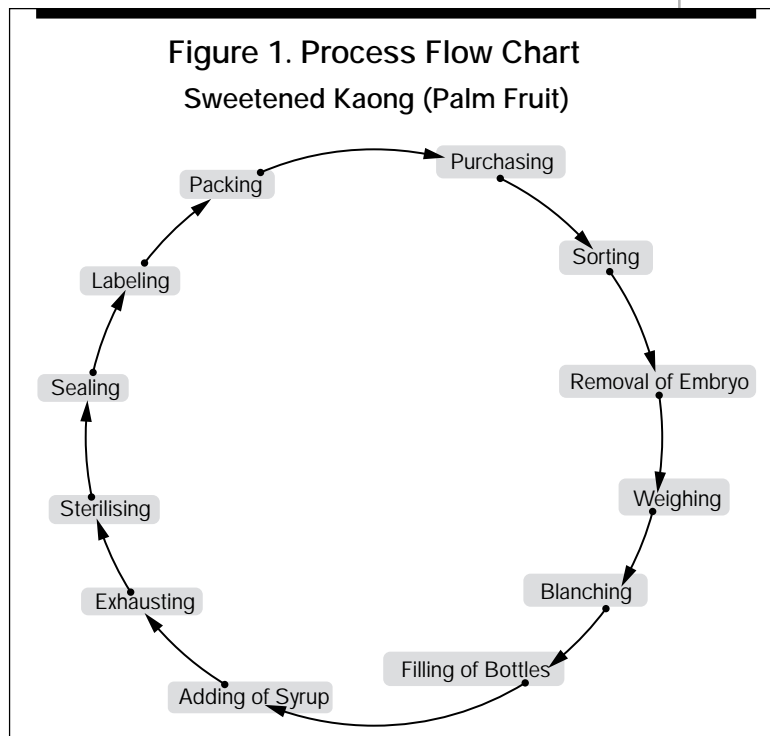 Figure 1. Process Flow Chart
Sweetened Kaong (Palm Fruit)
Purchasing
Sorting
Removal of Embryo
Weighing
Blanching
Filling of Bottles
Adding of Syrup
Exhausting
Sterilising
Sealing
Labeling
Packing